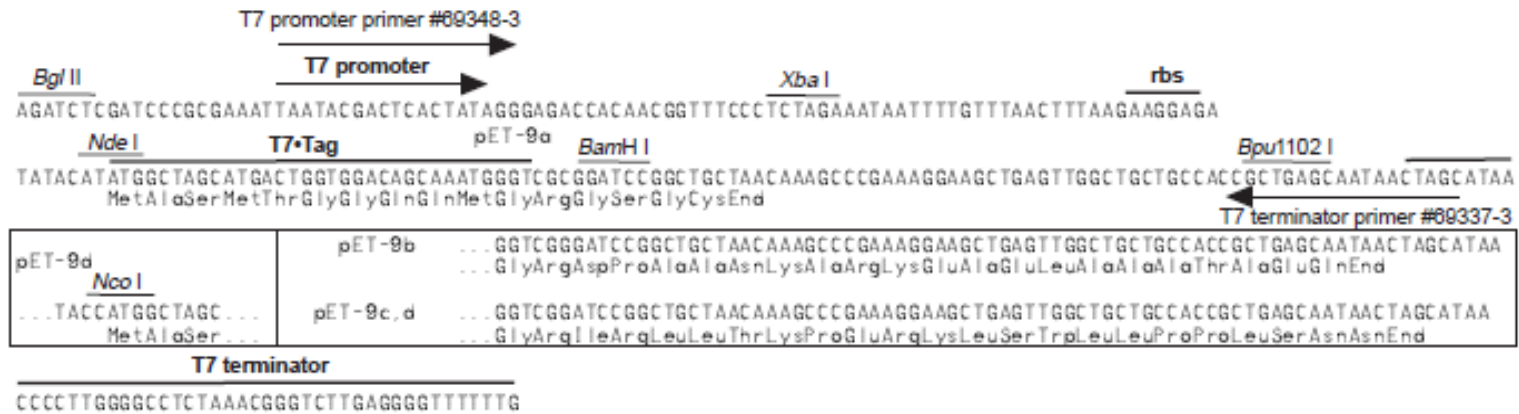 T7 promoter primer #69348-3
Bgl II T7 promoter Xba I rbs
AGATCTCGATCCCGCGAAATTAATACGACTCACTATAGGGAGACCACAACGGTTTCCCTCTAGAAATAATTTTGTTTAACTTTAAGAAGGAGA
Nde I T7•Tag pET-9a BamH I Bpu1102 I
TATACATATGGCTAGCATGACTGGTGGACAGCAAATGGGTCGCGGATCCGGCTGCTAACAAAGCCCGAAAGGAAGCTGAGTTGGCTGCTGCCACCGCTGAGCAATAACTAGCATAA
MetAlaSerMetThrGlyGlyGlnGlnMetGlyArgGlySerGlyCysEnd
T7 terminator primer #69337-3
pET-9d
Nco I
...TACCATGGCTAGC...
MetAlaSer...
pET-9b ...GGTCGGGATCCGGCTGCTAACAAAGCCCGAAAGGAAGCTGAGTTGGCTGCTGCCACCGCTGAGCAATAACTAGCATAA
...GlyArgAspProAlaAlaAsnLysAlaArgLysGluAlaGluLeuAlaAlaAlaThrAlaGluGlnEnd
pET-9c,d ...GGTCGGATCCGGCTGCTAACAAAGCCCGAAAGGAAGCTGAGTTGGCTGCTGCCACCGCTGAGCAATAACTAGCATAA
...GlyArgIleArgLeuLeuThrLysProGluArgLysLeuSerTrpLeuLeuProProLeuSerAsnAsnEnd
T7 terminator
CCCCTTGGGGCCTCTAAACGGGTCTTGAGGGGTTTTTTG